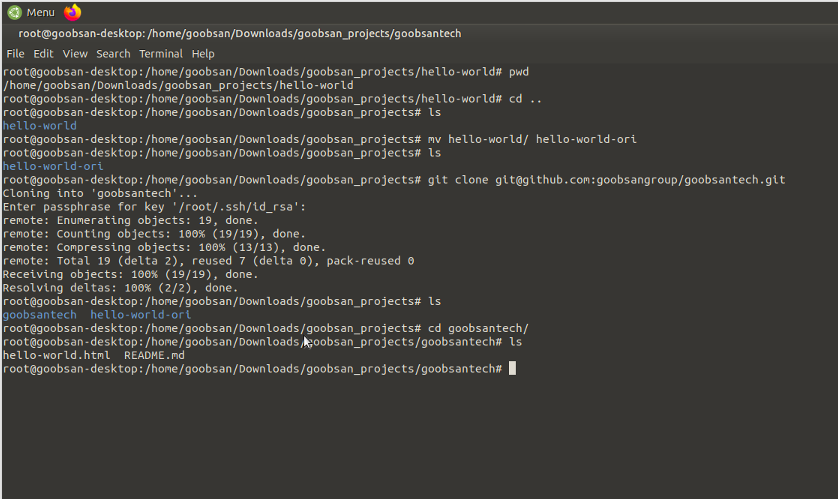 Menu
root@goobsan-desktop:/home/goobsan/Downloads/goobsan_projects/goobsantech
File Edit View Search Terminal Help
root@goobsan-desktop:/home/goobsan/Downloads/goobsan_projects/hello-world# pwd
/home/goobsan/Downloads/goobsan_projects/hello-world
root@goobsan-desktop:/home/goobsan/Downloads/goobsan_projects/hello-world# cd ..
root@goobsan-desktop:/home/goobsan/Downloads/goobsan_projects# ls
hello-world
root@goobsan-desktop:/home/goobsan/Downloads/goobsan_projects# mv hello-world/ hello-world-ori
root@goobsan-desktop:/home/goobsan/Downloads/goobsan_projects# ls
hello-world-ori
root@goobsan-desktop:/home/goobsan/Downloads/goobsan_projects# git clone git@github.com:goobsangroup/goobsantech.git
Cloning into 'goobsantech'...
Enter passphrase for key '/root/.ssh/id_rsa':
remote: Enumerating objects: 19, done.
remote: Counting objects: 100% (19/19), done.
remote: Compressing objects: 100% (13/13), done.
remote: Total 19 (delta 2), reused 7 (delta 0), pack-reused 0
Receiving objects: 100% (19/19), done.
Resolving deltas: 100% (2/2), done.
root@goobsan-desktop:/home/goobsan/Downloads/goobsan_projects# ls
goobsantech  hello-world-ori
root@goobsan-desktop:/home/goobsan/Downloads/goobsan_projects# cd goobsantech/
root@goobsan-desktop:/home/goobsan/Downloads/goobsan_projects/goobsantech# ls
hello-world.html  README.md
root@goobsan-desktop:/home/goobsan/Downloads/goobsan_projects/goobsantech#